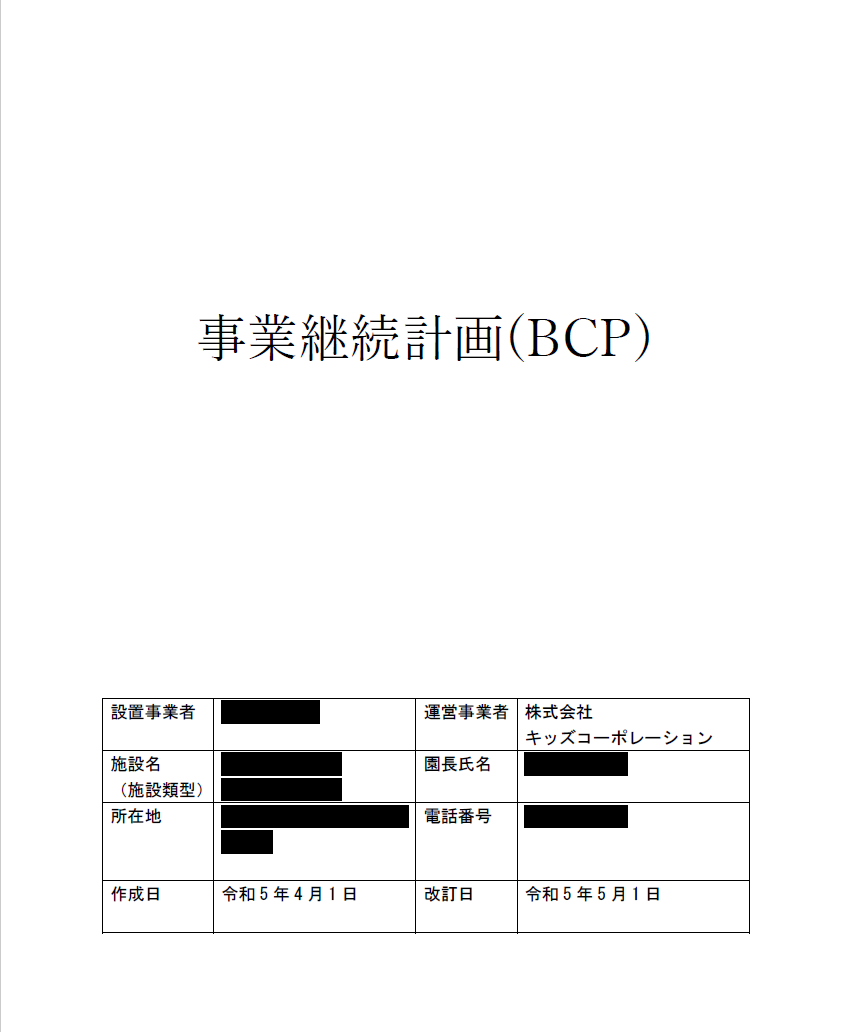 事業継続計画(BCP)
設置事業者
運営事業者
株式会社
キッズコーポレーション
施設名
（施設類型）
園長氏名
所在地
電話番号
作成日
令和５年４月１日
改訂日
令和５年５月１日